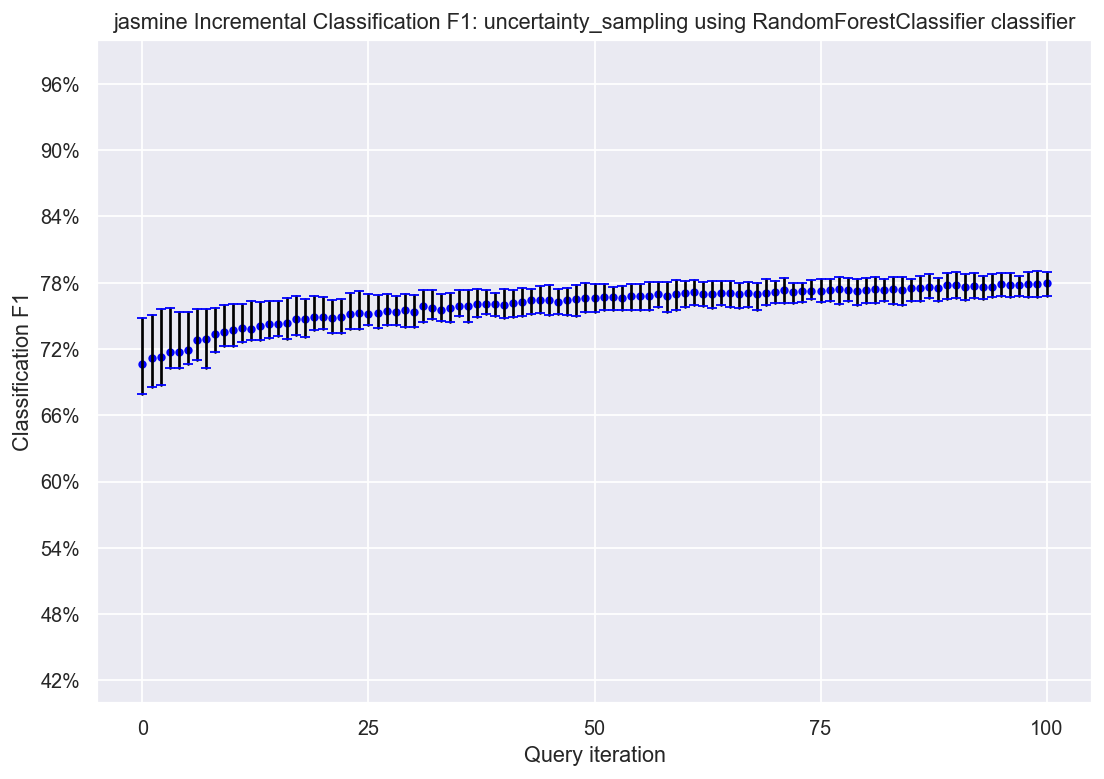 jasmine Incremental Classification F1: uncertainty_sampling using RandomForestClassifier classifier
96%
90%
84%
78%
72%
66%
60%
54%
48%
42%
Classification F1
0 25 50 75 100
Query iteration